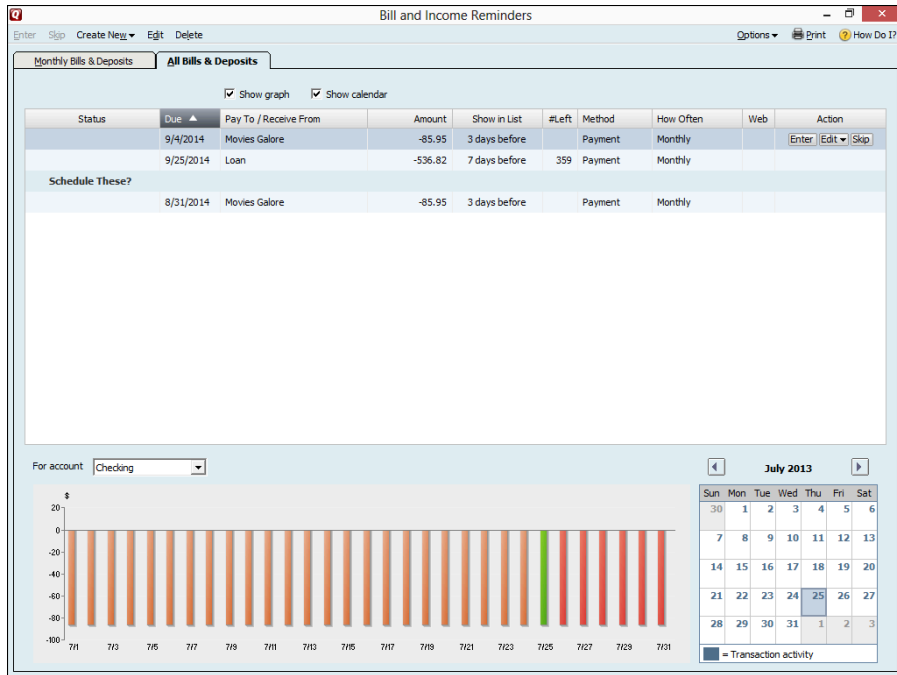 Bill and Income Reminders
Enter Skip Create New Edit Delete Options Print How Do I?
Monthly Bills & Deposits All Bills & Deposits
Show graph Show calendar
Status Due Pay To / Receive From Amount Show in List #Left Method How Often Web Action
9/4/2014 Movies Galore -85.95 3 days before Payment Monthly Enter Edit Skip
9/25/2014 Loan -536.82 7 days before 359 Payment Monthly
Schedule These?
8/31/2014 Movies Galore -85.95 3 days before Payment Monthly
For account Checking
$
20
0
-20
-40
-60
-80
-100
7/1 7/3 7/5 7/7 7/9 7/11 7/13 7/15 7/17 7/19 7/21 7/23 7/25 7/27 7/29 7/31
July 2013
Sun Mon Tue Wed Thu Fri Sat
30 1 2 3 4 5 6
7 8 9 10 11 12 13
14 15 16 17 18 19 20
21 22 23 24 25 26 27
28 29 30 31 1 2 3
= Transaction activity